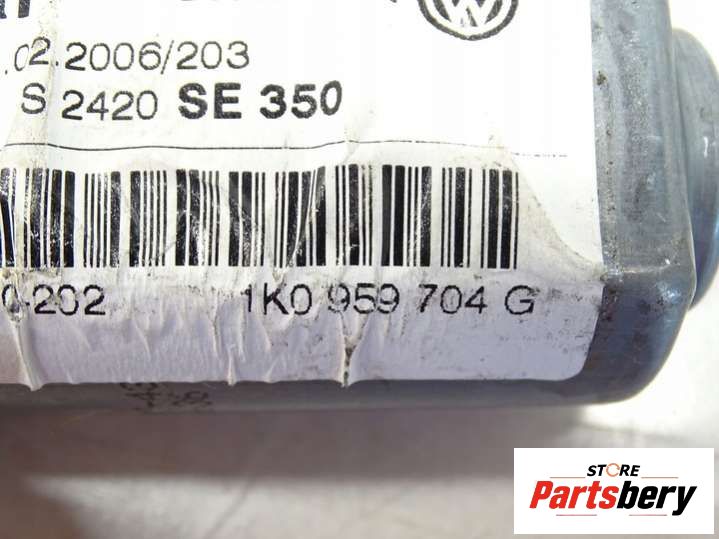 .02.2006/203
S 2420 SE 350
0-202 1K0 959 704 G
STORE
Partsbery